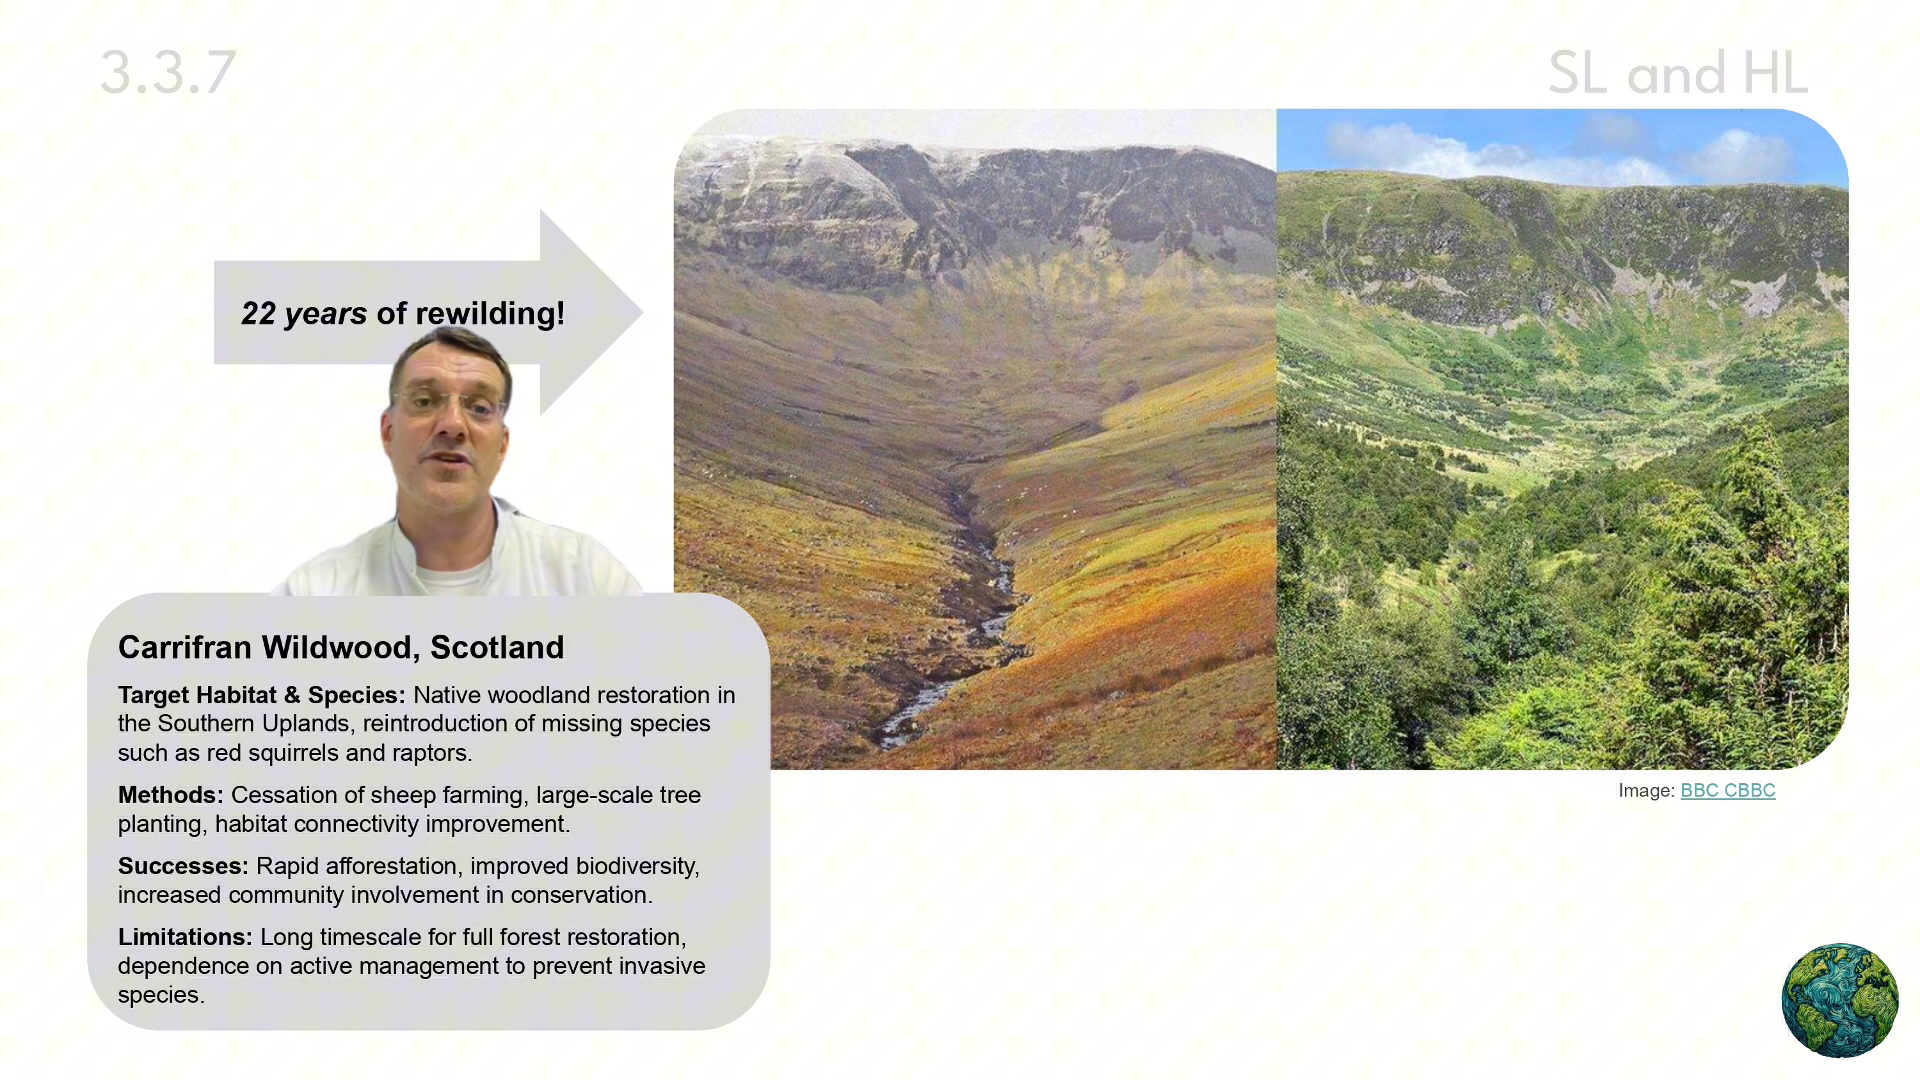 3.3.7
SL and HL
22 years of rewilding!
Carrifran Wildwood, Scotland
Target Habitat & Species: Native woodland restoration in
the Southern Uplands, reintroduction of missing species
such as red squirrels and raptors.
Methods: Cessation of sheep farming, large-scale tree
planting, habitat connectivity improvement.
Successes: Rapid afforestation, improved biodiversity,
increased community involvement in conservation.
Limitations: Long timescale for full forest restoration,
dependence on active management to prevent invasive
species.
Image: BBC CBBC